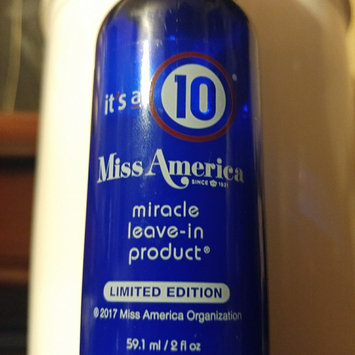 it's a 10®
Miss America
SINCE 1921
miracle
leave-in
product®
LIMITED EDITION
©2017 Miss America Organization
59.1 ml / 2 fl oz